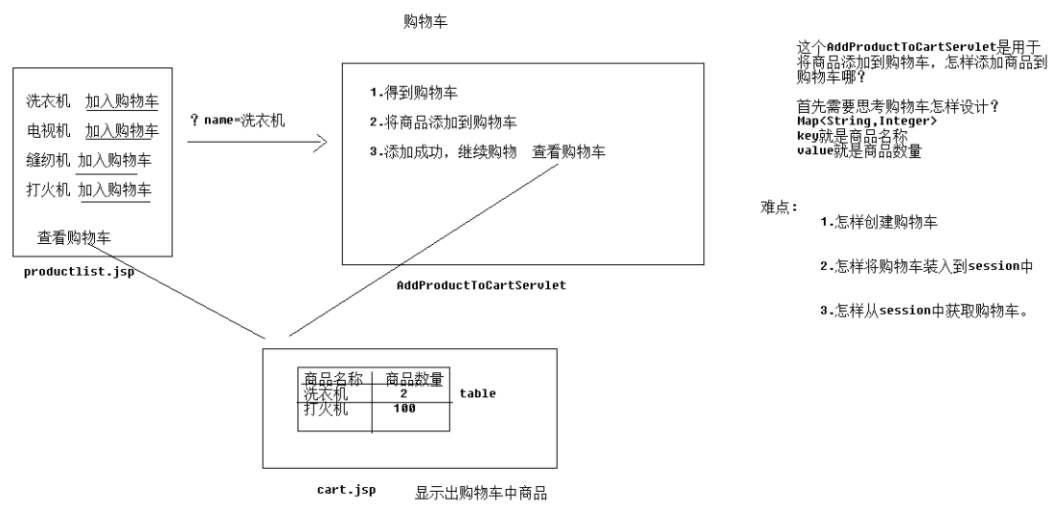 购物车
洗衣机 加入购物车
电视机 加入购物车
缝纫机 加入购物车
打火机 加入购物车
查看购物车
productlist.jsp
？name=洗衣机
1.得到购物车
2.将商品添加到购物车
3.添加成功，继续购物 查看购物车
AddProductToCartServlet
这个AddProductToCartServlet是用于
将商品添加到购物车，怎样添加商品到
购物车哪？
首先需要思考购物车怎样设计？
Map<String,Integer>
key就是商品名称
value就是商品数量
难点：
1.怎样创建购物车
2.怎样将购物车装入到session中
3.怎样从session中获取购物车。
商品名称 商品数量
洗衣机 2
打火机 100
table
cart.jsp 显示出购物车中商品